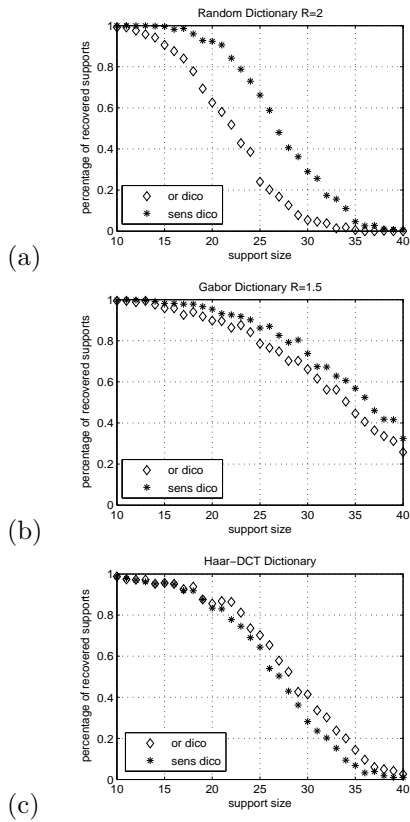 Random Dictionary R=2
1
0.8
0.6
0.4
0.2
0
percentage of recovered supports
or dico
sens dico
10 15 20 25 30 35 40
support size
(a)
Gabor Dictionary R=1.5
1
0.8
0.6
0.4
0.2
0
percentage of recovered supports
or dico
sens dico
10 15 20 25 30 35 40
support size
(b)
Haar−DCT Dictionary
1
0.8
0.6
0.4
0.2
0
percentage of recovered supports
or dico
sens dico
10 15 20 25 30 35 40
support size
(c)